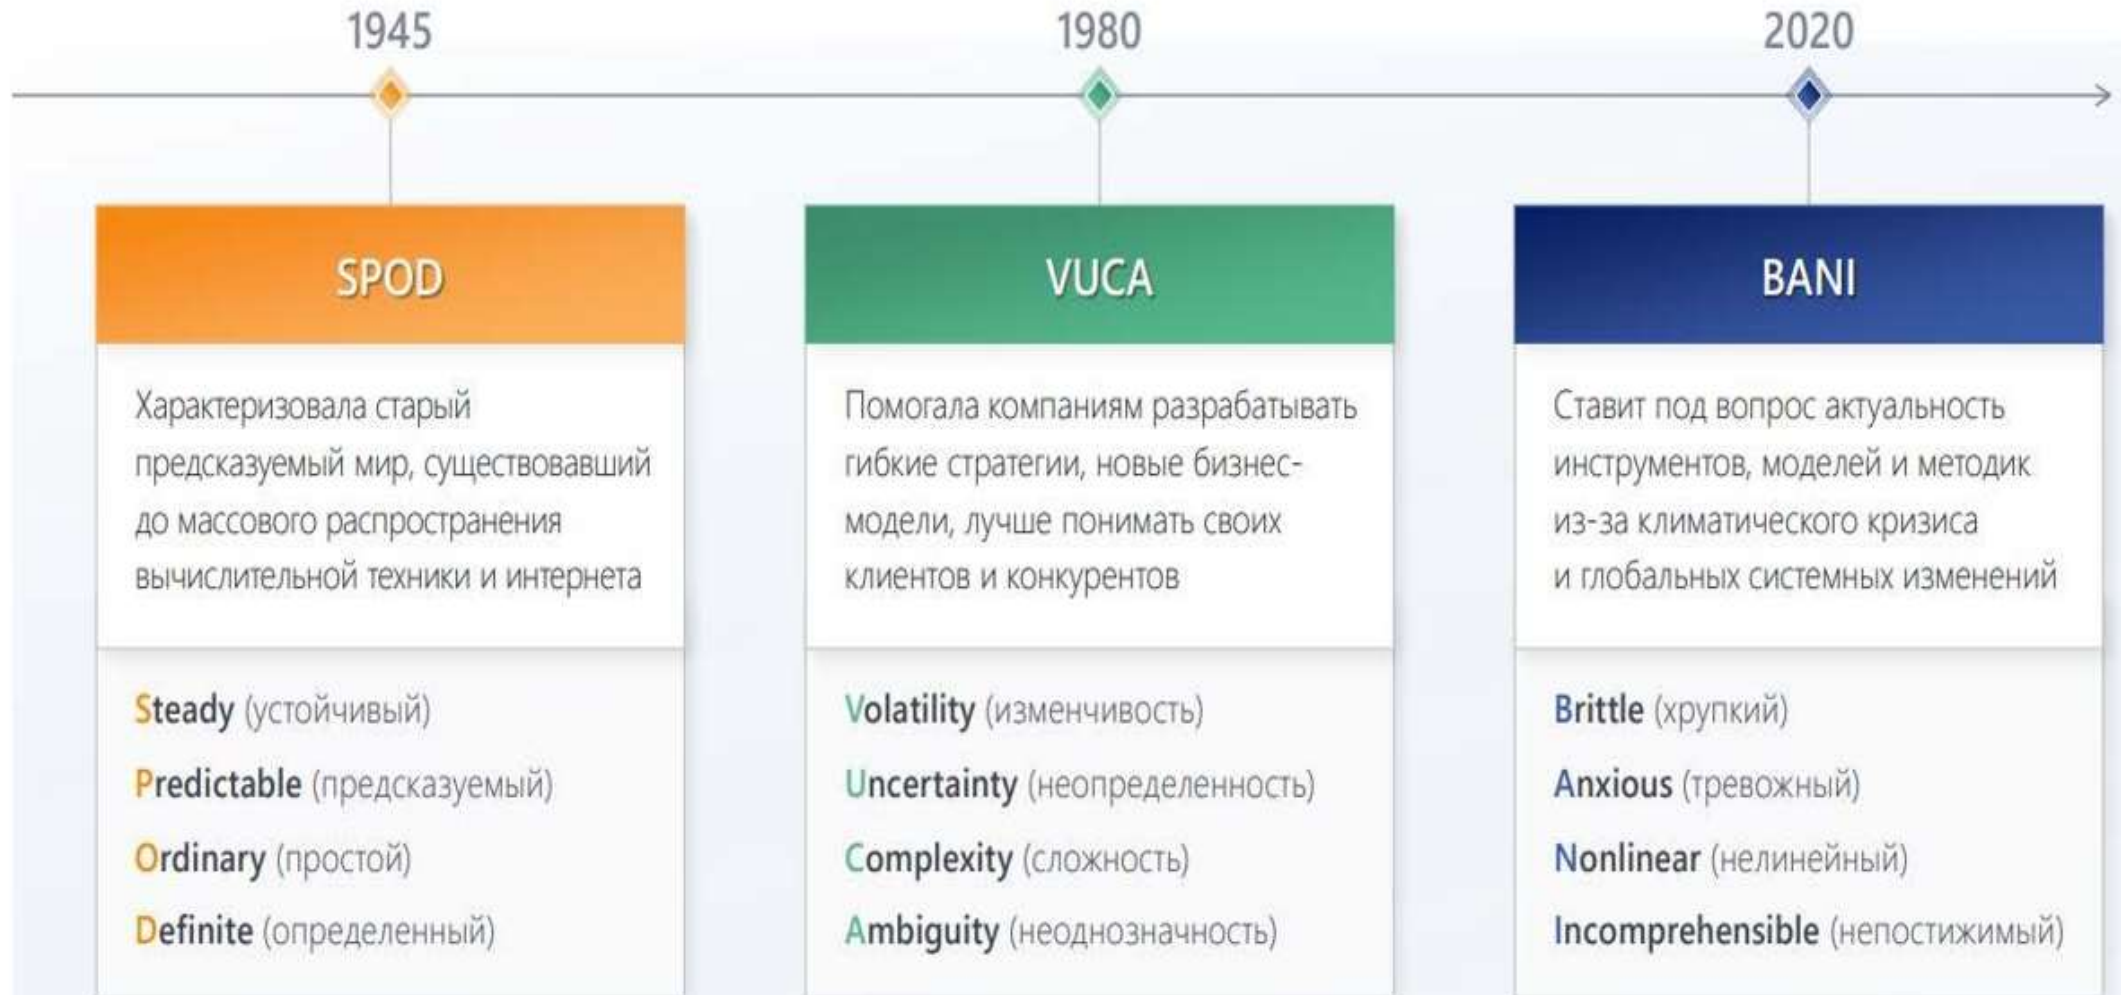 1945
1980
2020
SPOD
Характеризовала старый
предсказуемый мир, существовавший
до массового распространения
вычислительной техники и интернета
Steady (устойчивый)
Predictable (предсказуемый)
Ordinary (простой)
Definite (определенный)
VUCA
Помогала компаниям разрабатывать
гибкие стратегии, новые бизнес-
модели, лучше понимать своих
клиентов и конкурентов
Volatility (изменчивость)
Uncertainty (неопределенность)
Complexity (сложность)
Ambiguity (неоднозначность)
BANI
Ставит под вопрос актуальность
инструментов, моделей и методик
из-за климатического кризиса
и глобальных системных изменений
Brittle (хрупкий)
Anxious (тревожный)
Nonlinear (нелинейный)
Incomprehensible (непостижимый)